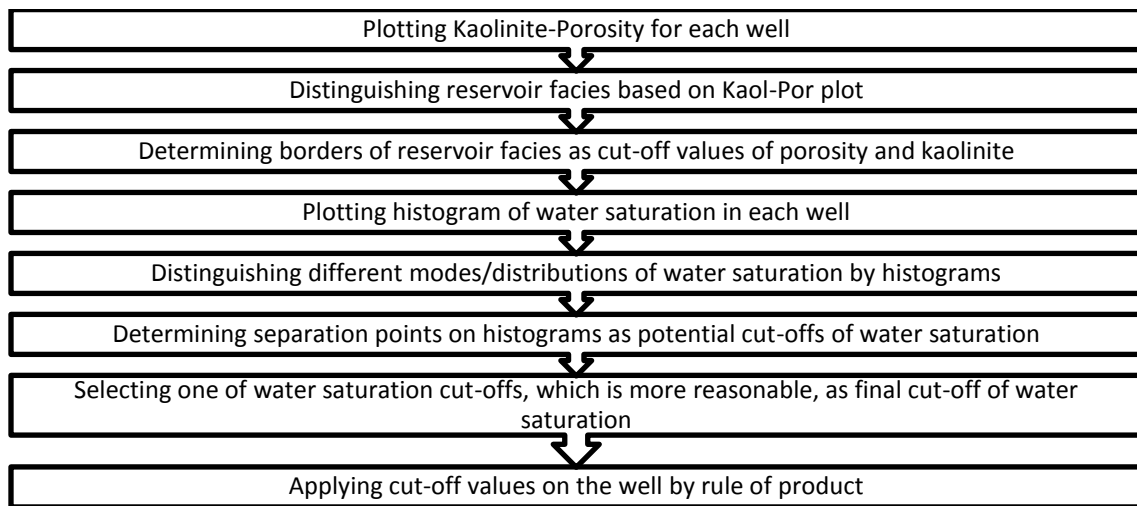 Plotting Kaolinite-Porosity for each well
Distinguishing reservoir facies based on Kaol-Por plot
Determining borders of reservoir facies as cut-off values of porosity and kaolinite
Plotting histogram of water saturation in each well
Distinguishing different modes/distributions of water saturation by histograms
Determining separation points on histograms as potential cut-offs of water saturation
Selecting one of water saturation cut-offs, which is more reasonable, as final cut-off of water
saturation
Applying cut-off values on the well by rule of product